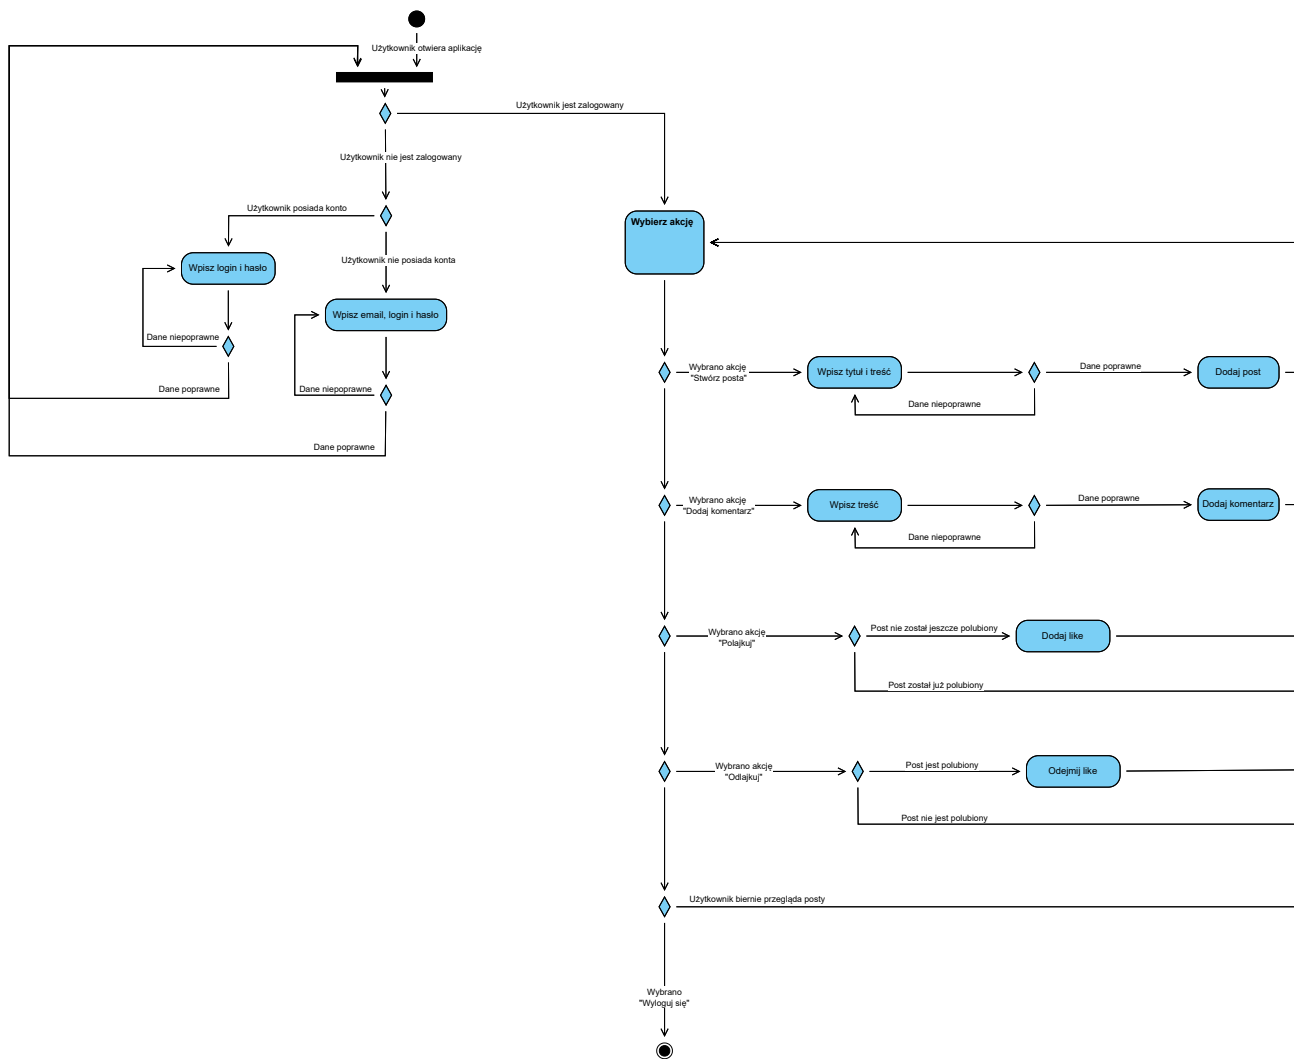 Użytkownik otwiera aplikację
Użytkownik jest zalogowany
Użytkownik nie jest zalogowany
Użytkownik posiada konto
Wybierz akcję
Użytkownik nie posiada konta
Wpisz login i hasło
Wpisz email, login i hasło
Dane niepoprawne
Dane poprawne
Dane niepoprawne
Dane poprawne
Wybrano akcję
"Stwórz posta"
Wpisz tytuł i treść
Dane poprawne
Dodaj post
Dane niepoprawne
Wybrano akcję
"Dodaj komentarz"
Wpisz treść
Dane poprawne
Dodaj komentarz
Dane niepoprawne
Wybrano akcję
"Polajkuj"
Post nie został jeszcze polubiony
Dodaj like
Post został już polubiony
Wybrano akcję
"Odlajkuj"
Post jest polubiony
Odejmij like
Post nie jest polubiony
Użytkownik biernie przegląda posty
Wybrano
"Wyloguj się"